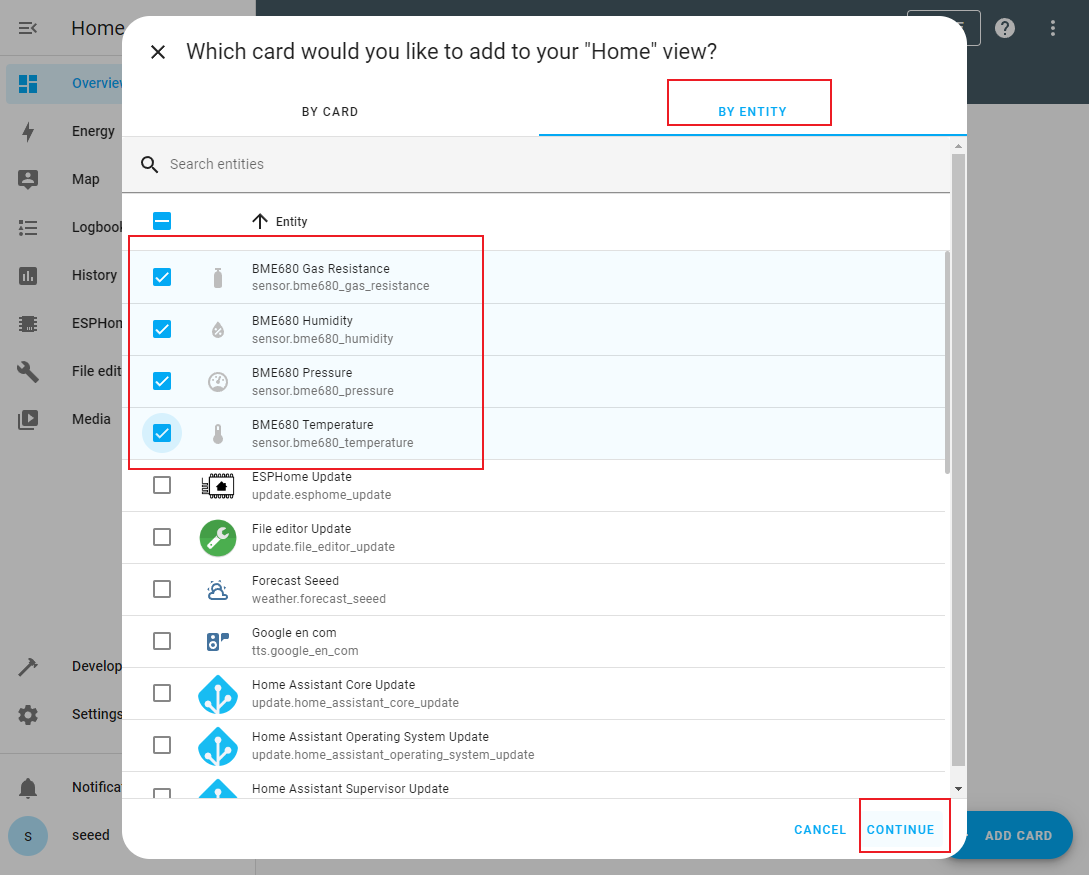 Home
Which card would you like to add to your "Home" view?
BY CARD
BY ENTITY
Overview
Energy
Map
Logbook
History
ESPHom
File edit
Media
Search entities
Entity
BME680 Gas Resistance
sensor.bme680_gas_resistance
BME680 Humidity
sensor.bme680_humidity
BME680 Pressure
sensor.bme680_pressure
BME680 Temperature
sensor.bme680_temperature
ESPHome Update
update.esphome_update
File editor Update
update.file_editor_update
Forecast Seeed
weather.forecast_seeed
Google en com
tts.google_en_com
Home Assistant Core Update
update.home_assistant_core_update
Home Assistant Operating System Update
update.home_assistant_operating_system_update
Home Assistant Supervisor Update
Develop
Settings
Notifica
s
seeed
CANCEL
CONTINUE
ADD CARD